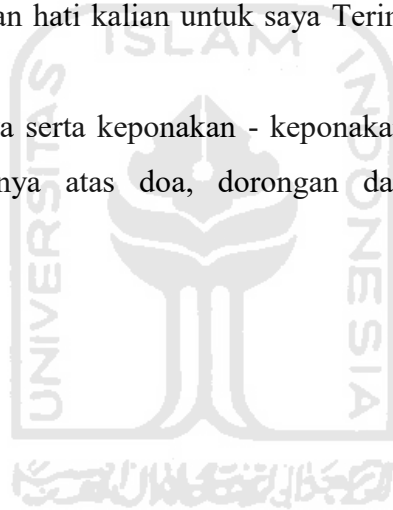 an hati kalian untuk saya Terin
ISLAM
UNIVERSITAS
INDONESIA
a serta keponakan - keponaka
nya atas doa, dorongan da